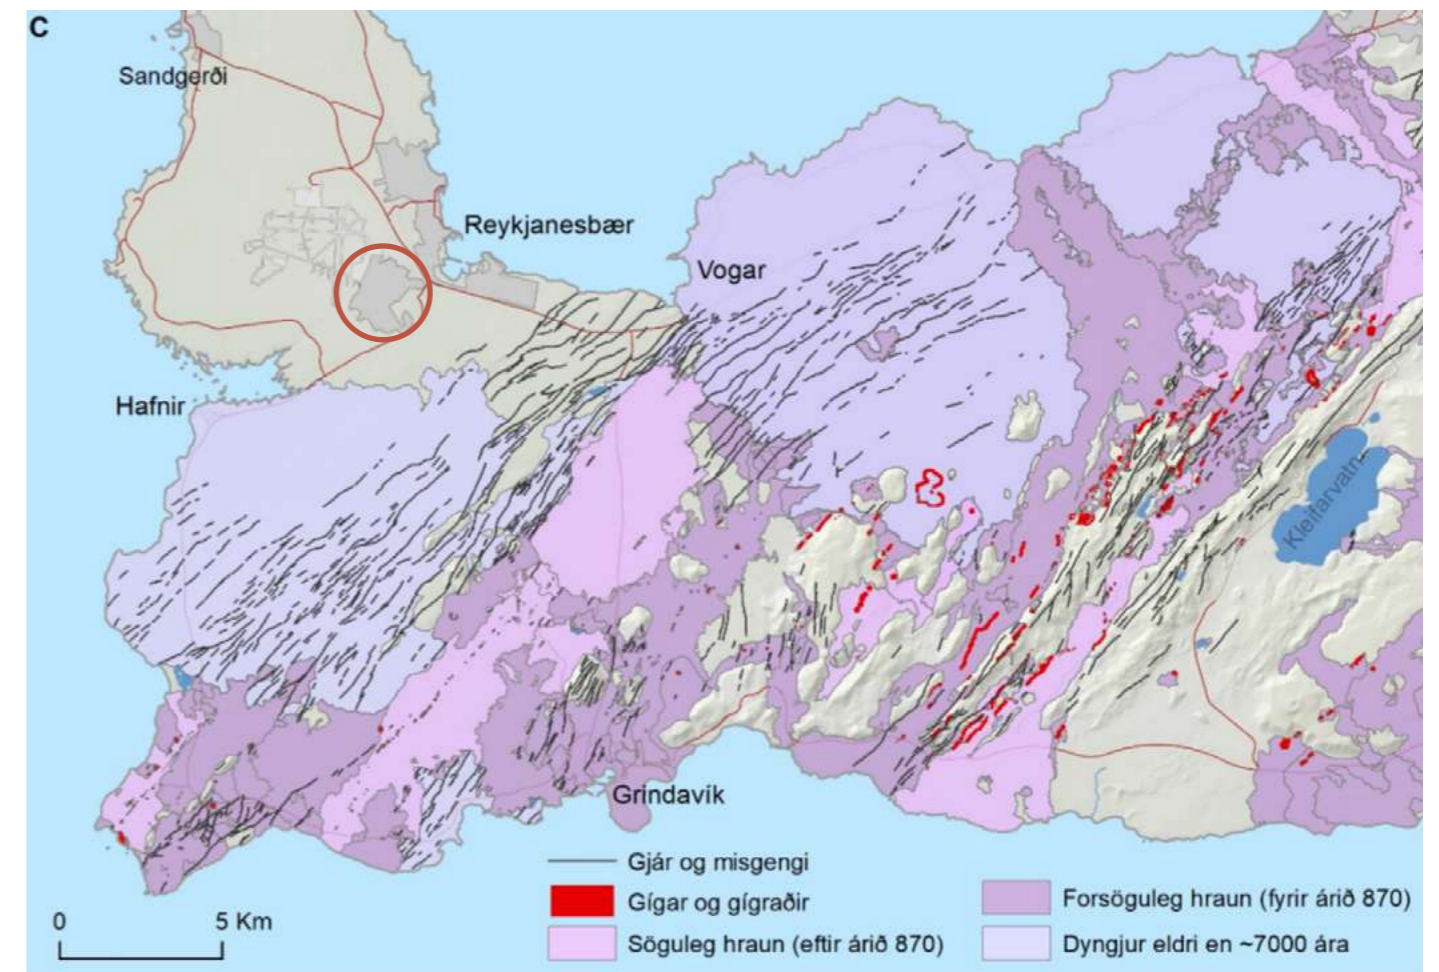 C
Sandgerði
Reykjanesbær
Vogar
Hafnir
Kleifarvatn
Grindavík
Gjár og misgengi
Gígar og gígraðir
Söguleg hraun (eftir árið 870)
Forsöguleg hraun (fyrir árið 870)
Dyngjur eldri en ~7000 ára
0 5 Km